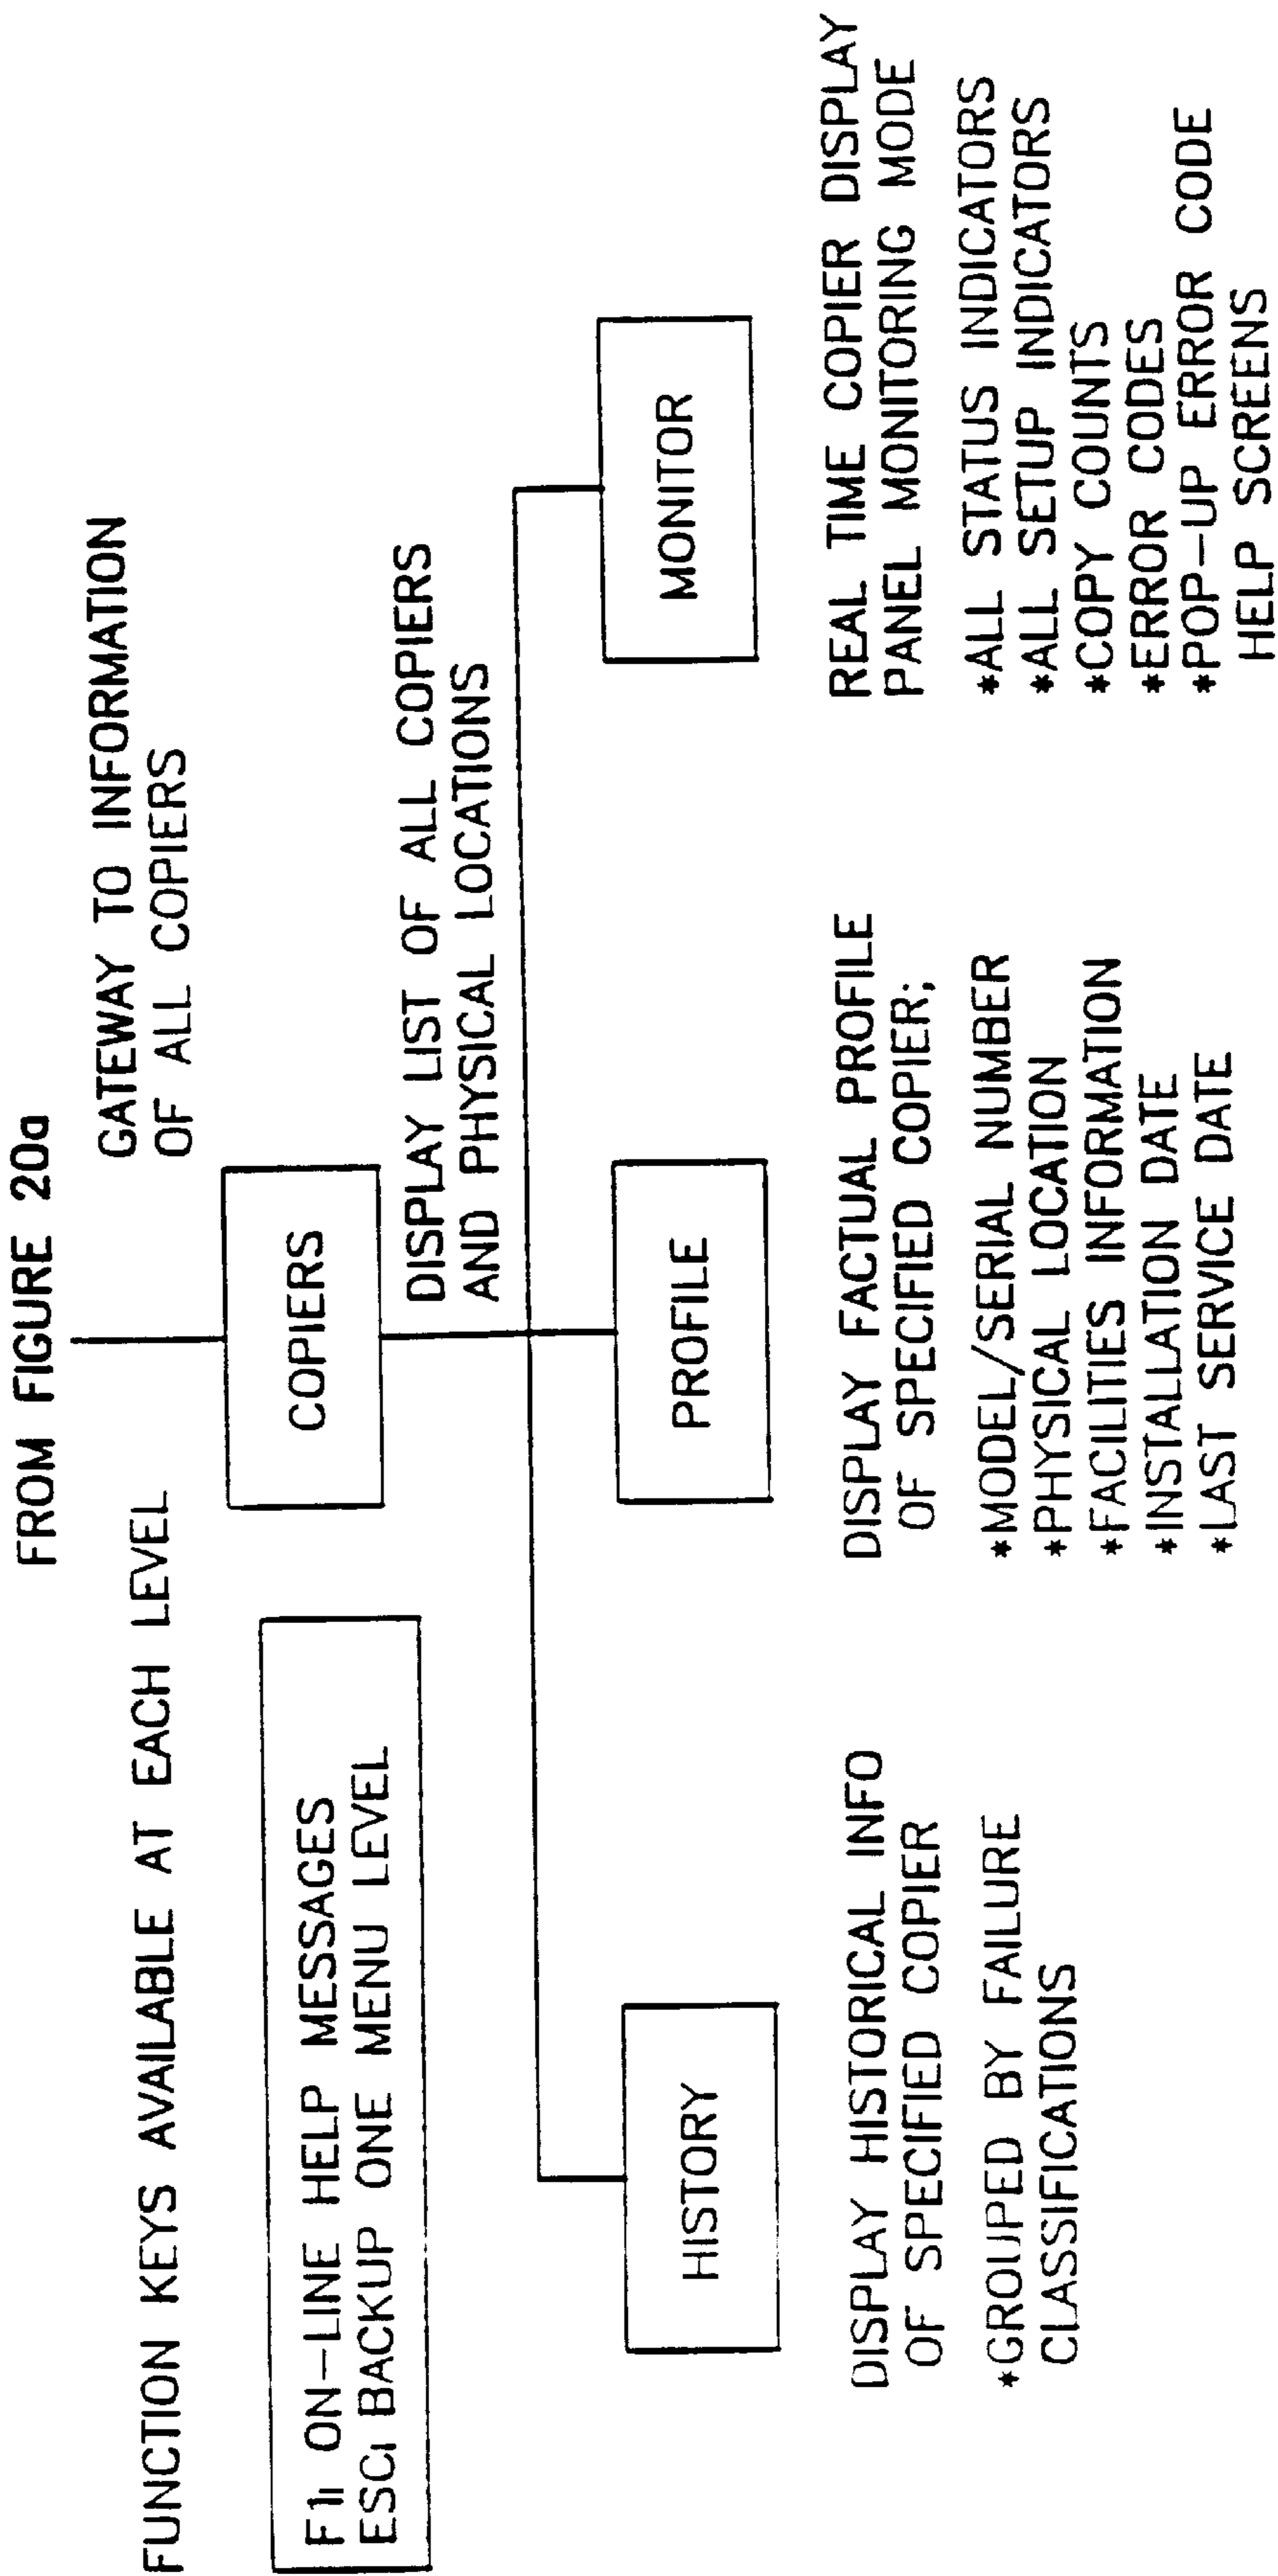 FROM FIGURE 20a
FUNCTION KEYS AVAILABLE AT EACH LEVEL
F1: ON-LINE HELP MESSAGES
ESC: BACKUP ONE MENU LEVEL
GATEWAY TO INFORMATION
OF ALL COPIERS
COPIERS
DISPLAY LIST OF ALL COPIERS
AND PHYSICAL LOCATIONS
HISTORY
DISPLAY HISTORICAL INFO
OF SPECIFIED COPIER
*GROUPED BY FAILURE
CLASSIFICATIONS
PROFILE
DISPLAY FACTUAL PROFILE
OF SPECIFIED COPIER;
*MODEL/SERIAL NUMBER
*PHYSICAL LOCATION
*FACILITIES INFORMATION
*INSTALLATION DATE
*LAST SERVICE DATE
MONITOR
REAL TIME COPIER DISPLAY
PANEL MONITORING MODE
*ALL STATUS INDICATORS
*ALL SETUP INDICATORS
*COPY COUNTS
*ERROR CODES
*POP-UP ERROR CODE
HELP SCREENS